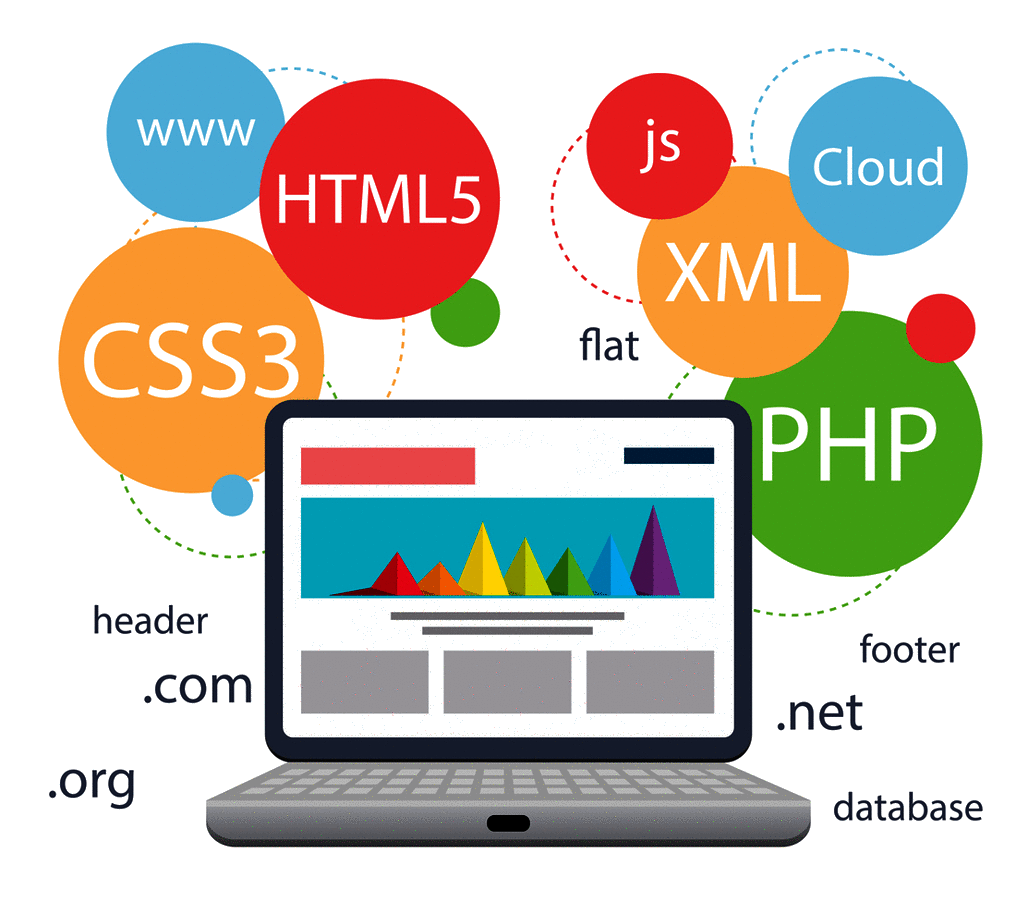 www
HTML5
CSS3
js
Cloud
XML
flat
PHP
header
.com
.org
footer
.net
database